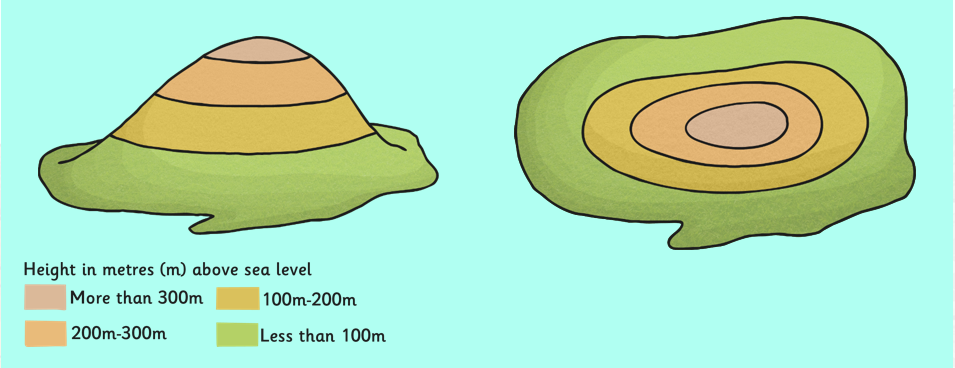 Height in metres (m) above sea level
More than 300m
100m-200m
200m-300m
Less than 100m